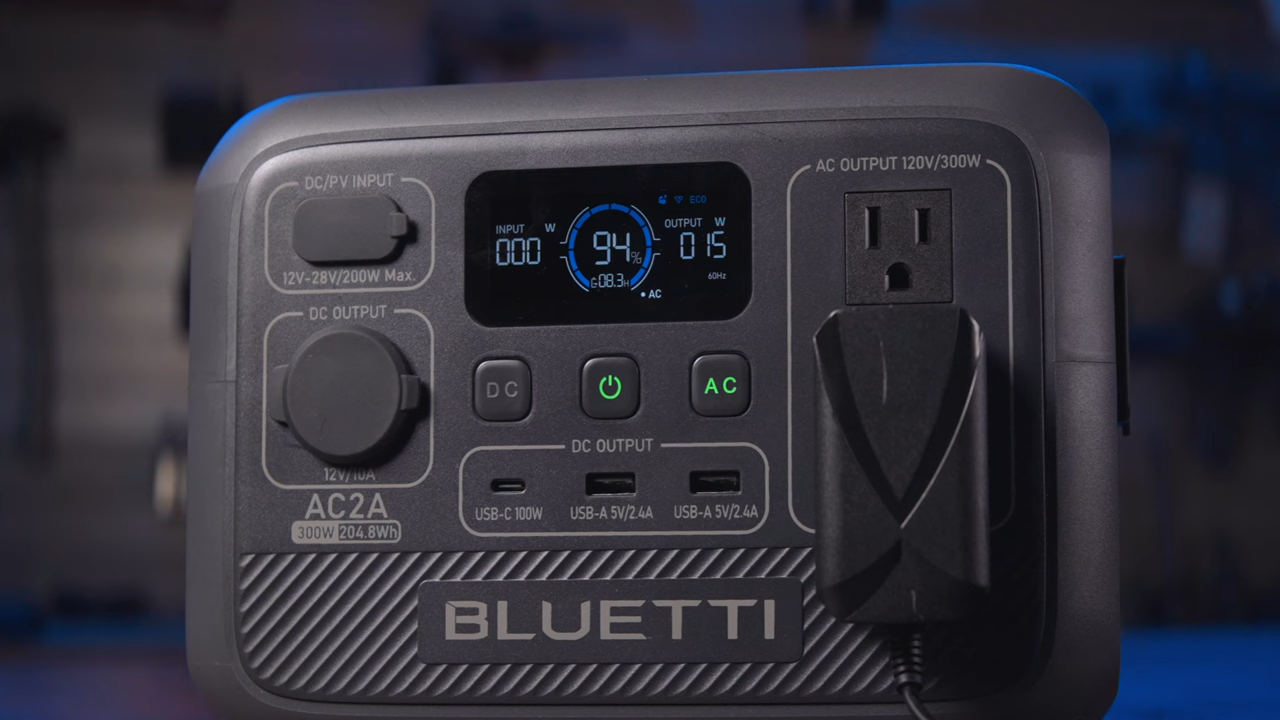 DC/PV INPUT
12V-28V/200W Max.
DC OUTPUT
12V/10A
AC2A
300W 204.8Wh
ECO
INPUT W
000
94%
08.3H
OUTPUT W
015
60Hz
AC
DC
AC
DC OUTPUT
USB-C 100W
USB-A 5V/2.4A
USB-A 5V/2.4A
AC OUTPUT 120V/300W
BLUETTI